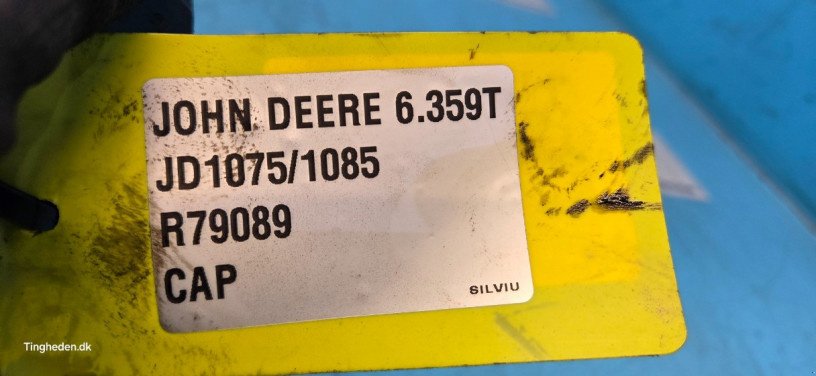 JOHN DEERE 6.359T
JD1075/1085
R79089
CAP
SILVIU
Tingheden.dk